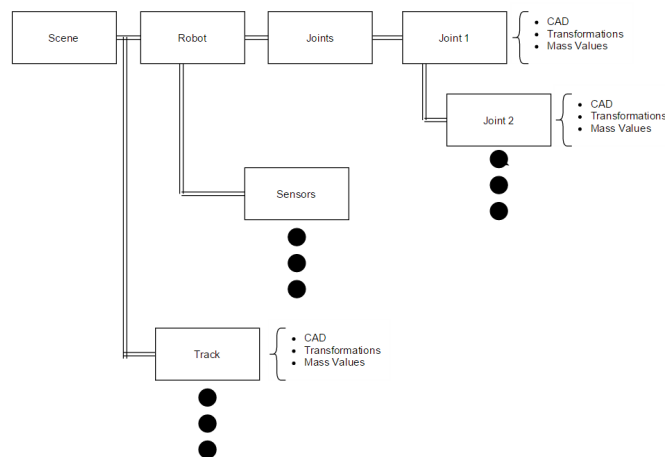 Scene
Robot
Joints
Joint 1
• CAD
• Transformations
• Mass Values
Joint 2
• CAD
• Transformations
• Mass Values
Sensors
Track
• CAD
• Transformations
• Mass Values